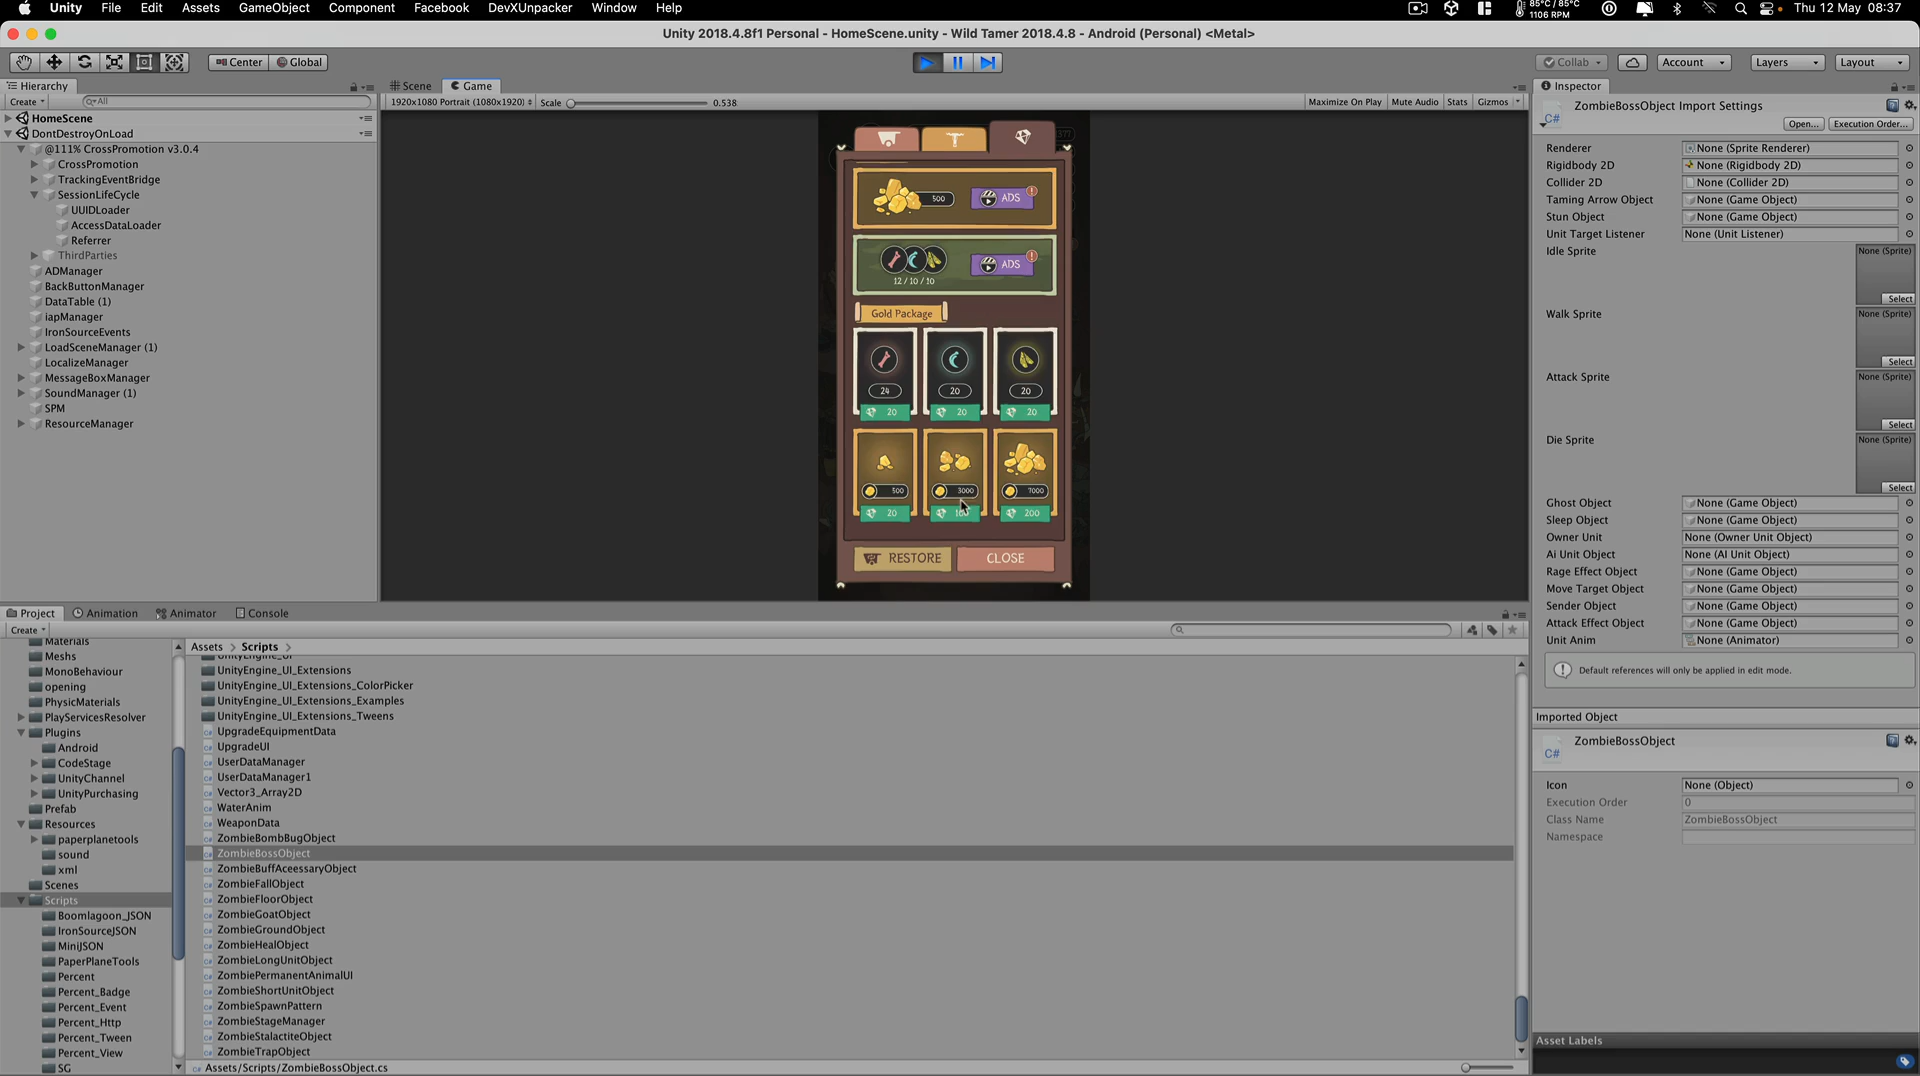 Unity File Edit Assets GameObject Component Facebook DevXUnpacker Window Help
85°C / 85°C
1106 RPM
Thu 12 May 08:37
Unity 2018.4.8f1 Personal - HomeScene.unity - Wild Tamer 2018.4.8 - Android (Personal) <Metal>
Center Global
Collab Account Layers Layout
Hierarchy
Create All
HomeScene
DontDestroyOnLoad
@111% CrossPromotion v3.0.4
CrossPromotion
TrackingEventBridge
SessionLifeCycle
UUIDLoader
AccessDataLoader
Referrer
ThirdParties
ADManager
BackButtonManager
DataTable (1)
iapManager
IronSourceEvents
LoadSceneManager (1)
LocalizeManager
MessageBoxManager
SoundManager (1)
SPM
ResourceManager
Scene Game
1920x1080 Portrait (1080x1920) Scale 0.538
Maximize On Play Mute Audio Stats Gizmos
500 ADS
12 / 10 / 10 ADS
Gold Package
24 20 20
20 20 20
500 3000 7000
20 200
RESTORE CLOSE
Inspector
C#
ZombieBossObject Import Settings
Open... Execution Order...
Renderer None (Sprite Renderer)
Rigidbody 2D None (Rigidbody 2D)
Collider 2D None (Collider 2D)
Taming Arrow Object None (Game Object)
Stun Object None (Game Object)
Unit Target Listener None (Unit Listener)
Idle Sprite None (Sprite)
Select
Walk Sprite None (Sprite)
Select
Attack Sprite None (Sprite)
Select
Die Sprite None (Sprite)
Select
Ghost Object None (Game Object)
Sleep Object None (Game Object)
Owner Unit None (Owner Unit Object)
Ai Unit Object None (AI Unit Object)
Rage Effect Object None (Game Object)
Move Target Object None (Game Object)
Sender Object None (Game Object)
Attack Effect Object None (Game Object)
Unit Anim None (Animator)
Default references will only be applied in edit mode.
Imported Object
C#
ZombieBossObject
Icon None (Object)
Execution Order 0
Class Name ZombieBossObject
Namespace
Asset Labels
Project Animation Animator Console
Create
Materials
Meshs
MonoBehaviour
opening
PhysicMaterials
PlayServicesResolver
Plugins
Android
CodeStage
UnityChannel
UnityPurchasing
Prefab
Resources
paperplanetools
sound
xml
Scenes
Scripts
Boomlagoon_JSON
IronSourceJSON
MiniJSON
PaperPlaneTools
Percent
Percent_Badge
Percent_Event
Percent_Http
Percent_Tween
Percent_View
SG
Assets Scripts
UnityEngine_UI
UnityEngine_UI_Extensions
UnityEngine_UI_Extensions_ColorPicker
UnityEngine_UI_Extensions_Examples
UnityEngine_UI_Extensions_Tweens
UpgradeEquipmentData
UpgradeUI
UserDataManager
UserDataManager1
Vector3_Array2D
WaterAnim
WeaponData
ZombieBombBugObject
ZombieBossObject
ZombieBuffAceessaryObject
ZombieFallObject
ZombieFloorObject
ZombieGoatObject
ZombieGroundObject
ZombieHealObject
ZombieLongUnitObject
ZombiePermanentAnimalUI
ZombieShortUnitObject
ZombieSpawnPattern
ZombieStageManager
ZombieStalactiteObject
ZombieTrapObject
Assets/Scripts/ZombieBossObject.cs